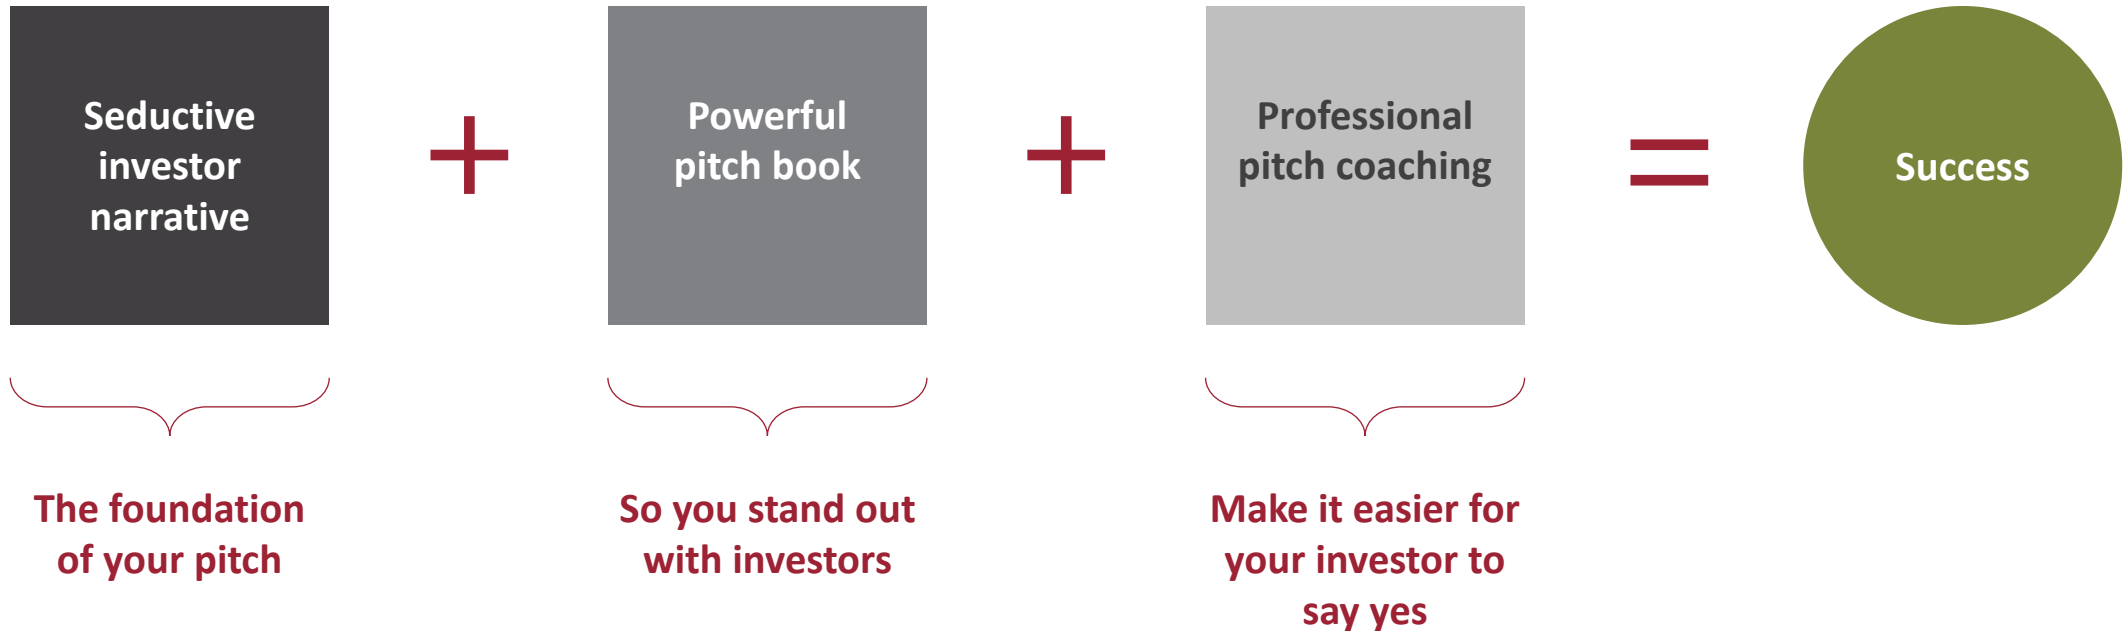 Seductive
investor
narrative
+
Powerful
pitch book
+
Professional
pitch coaching
=
Success
The foundation
of your pitch
So you stand out
with investors
Make it easier for
your investor to
say yes